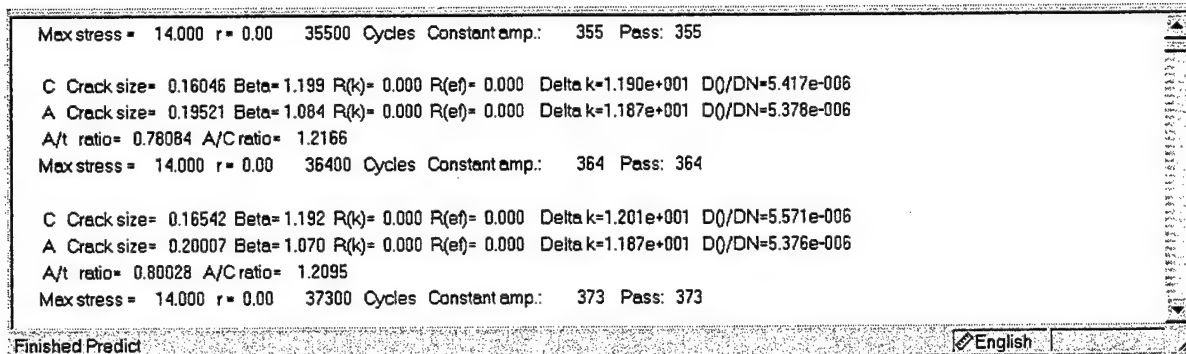 Max stress = 14.000 r = 0.00 35500 Cycles Constant amp.: 355 Pass: 355
C Crack size= 0.16046 Beta= 1.199 R(k)= 0.000 R(ef)= 0.000 Delta k=1.190e+001 D()/DN=5.417e-006
A Crack size= 0.19521 Beta= 1.084 R(k)= 0.000 R(ef)= 0.000 Delta k=1.187e+001 D()/DN=5.378e-006
A/t ratio= 0.78084 A/C ratio= 1.2166
Max stress = 14.000 r = 0.00 36400 Cycles Constant amp.: 364 Pass: 364
C Crack size= 0.16542 Beta= 1.192 R(k)= 0.000 R(ef)= 0.000 Delta k=1.201e+001 D()/DN=5.571e-006
A Crack size= 0.20007 Beta= 1.070 R(k)= 0.000 R(ef)= 0.000 Delta k=1.187e+001 D()/DN=5.376e-006
A/t ratio= 0.80028 A/C ratio= 1.2095
Max stress = 14.000 r = 0.00 37300 Cycles Constant amp.: 373 Pass: 373
Finished Predict English